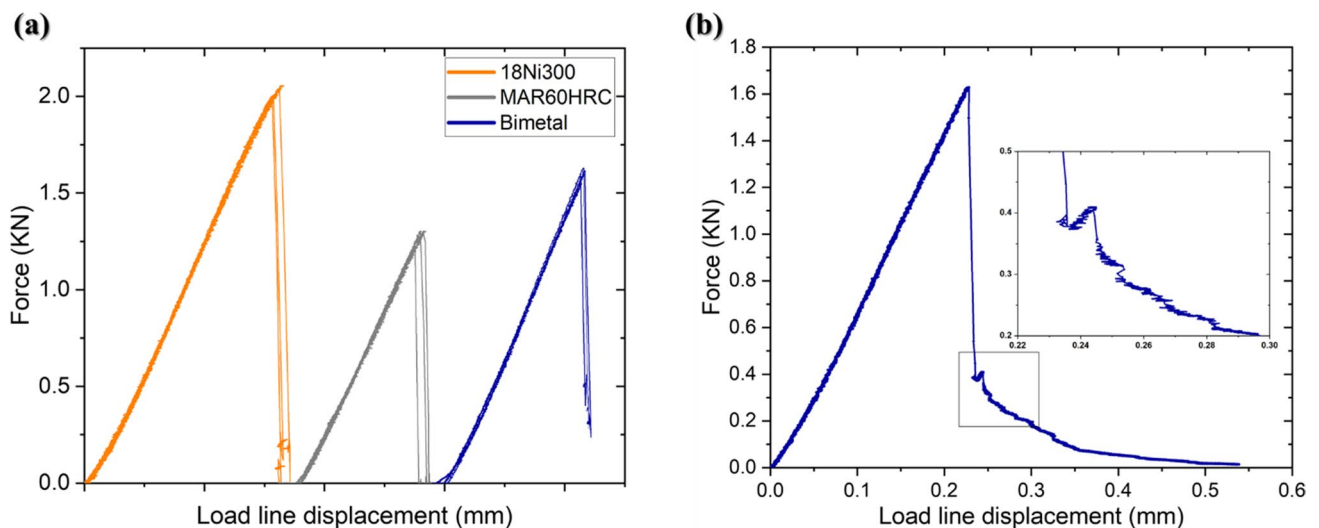 (a)
Force (KN)
2.0
1.5
1.0
0.5
0.0
18Ni300
MAR60HRC
Bimetal
Load line displacement (mm)
(b)
Force (KN)
1.8
1.6
1.4
1.2
1.0
0.8
0.6
0.4
0.2
0.0
0.0 0.1 0.2 0.3 0.4 0.5 0.6
Load line displacement (mm)
0.5
0.4
0.3
0.2
0.22 0.24 0.26 0.28 0.30